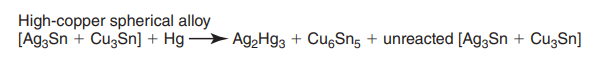 High-copper spherical alloy
[Ag₃Sn + Cu₃Sn] + Hg ⟶ Ag₂Hg₃ + Cu₆Sn₅ + unreacted [Ag₃Sn + Cu₃Sn]